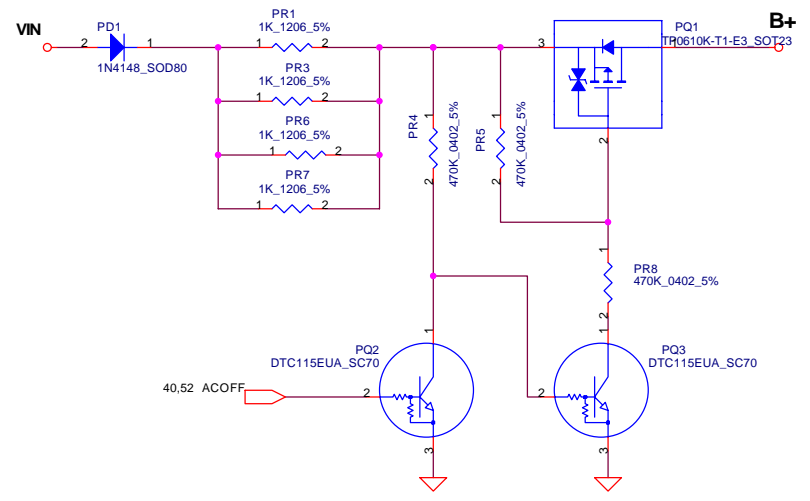 VIN
PD1
2
1
1N4148_SOD80
PR1
1K_1206_5%
1
2
PR3
1K_1206_5%
1
2
PR6
1K_1206_5%
1
2
PR7
1K_1206_5%
1
2
PR4
1
2
470K_0402_5%
PR5
1
2
470K_0402_5%
PQ1
TP0610K-T1-E3_SOT23
3
1
2
B+
PR8
470K_0402_5%
1
2
PQ2
DTC115EUA_SC70
1
2
3
40,52 ACOFF
PQ3
DTC115EUA_SC70
1
2
3